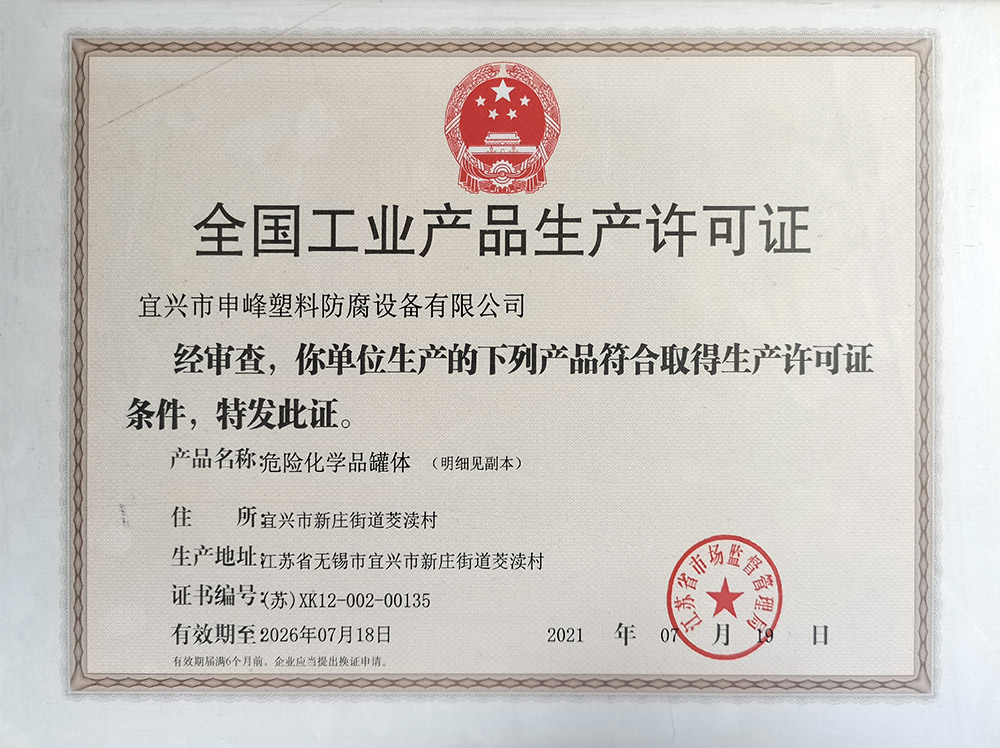 全国工业产品生产许可证
宜兴市申峰塑料防腐设备有限公司
经审查，你单位生产的下列产品符合取得生产许可证
条件，特发此证。
产品名称:危险化学品罐体 （明细见副本）
住 所:宜兴市新庄街道茭渎村
生产地址:江苏省无锡市宜兴市新庄街道茭渎村
证书编号:(苏)XK12-002-00135
有效期至:2026年07月18日
2021 年 07 月 19 日
有效期届满6个月前，企业应当提出换证申请。
江苏省市场监督管理局